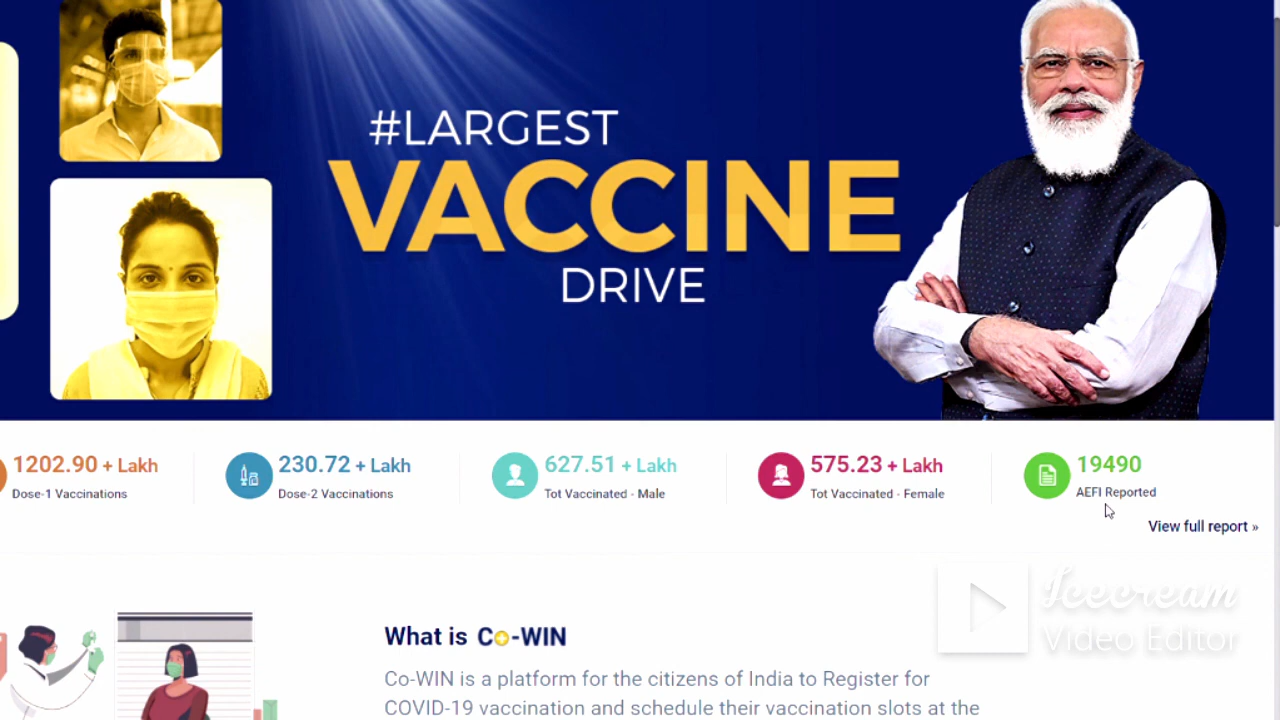 #LARGEST
VACCINE
DRIVE
1202.90 + Lakh
Dose-1 Vaccinations
230.72 + Lakh
Dose-2 Vaccinations
627.51 + Lakh
Tot Vaccinated - Male
575.23 + Lakh
Tot Vaccinated - Female
19490
AEFI Reported
View full report »
Icecream
Video Editor
What is Co-WIN
Co-WIN is a platform for the citizens of India to Register for
COVID-19 vaccination and schedule their vaccination slots at the